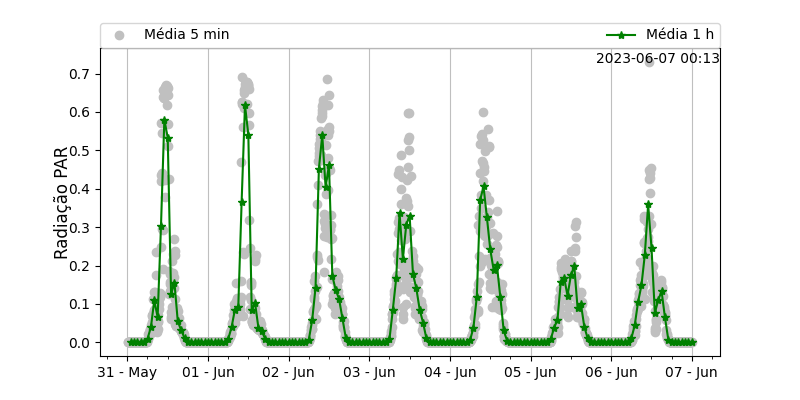 Média 5 min
Média 1 h
2023-06-07 00:13
Radiação PAR
0.7
0.6
0.5
0.4
0.3
0.2
0.1
0.0
31 - May 01 - Jun 02 - Jun 03 - Jun 04 - Jun 05 - Jun 06 - Jun 07 - Jun